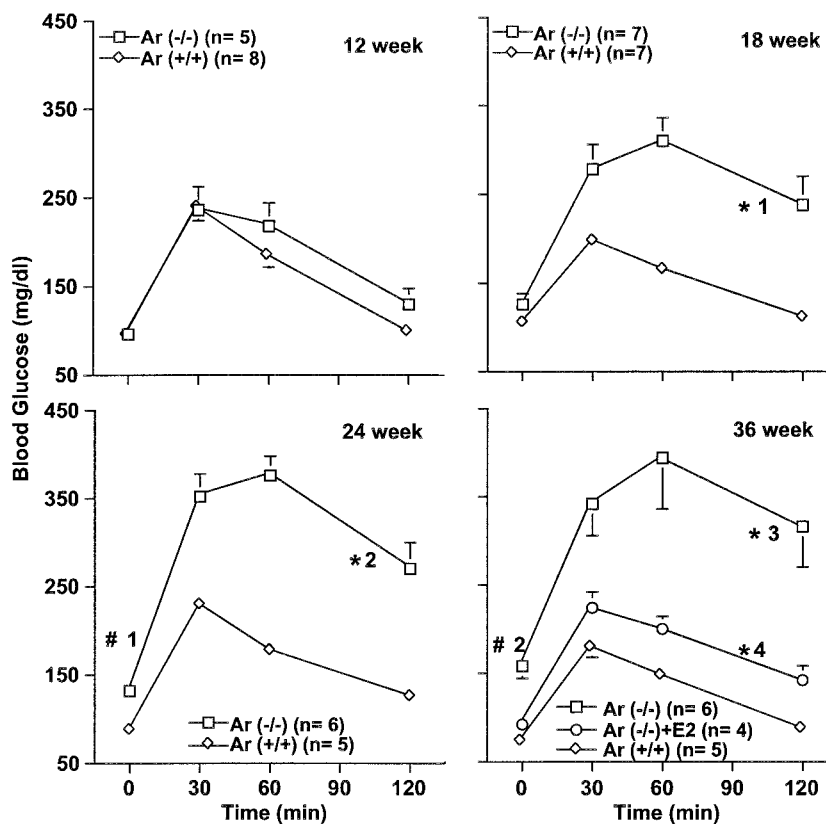 Blood Glucose (mg/dl)
450
350
250
150
50
Ar (-/-) (n= 5)
Ar (+/+) (n= 8)
12 week
Ar (-/-) (n= 7)
Ar (+/+) (n=7)
18 week
* 1
450
350
250
150
50
24 week
# 1
*2
Ar (-/-) (n= 6)
Ar (+/+) (n= 5)
0 30 60 90 120
Time (min)
36 week
# 2
* 3
*4
Ar (-/-) (n= 6)
Ar (-/-)+E2 (n= 4)
Ar (+/+) (n= 5)
0 30 60 90 120
Time (min)